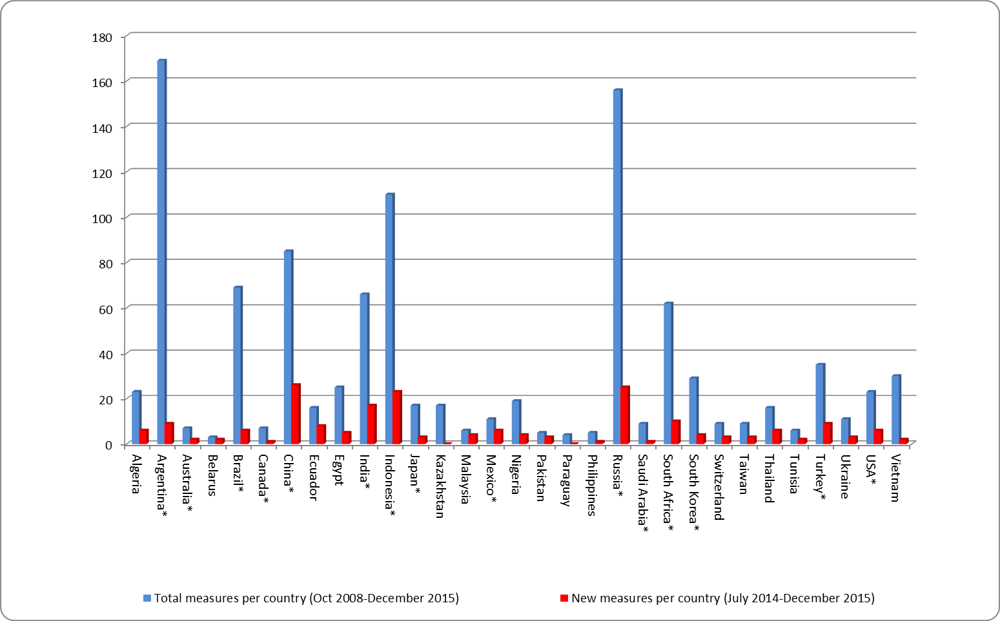 180
160
140
120
100
80
60
40
20
0
Algeria
Argentina*
Australia*
Belarus
Brazil*
Canada*
China*
Ecuador
Egypt
India*
Indonesia*
Japan*
Kazakhstan
Malaysia
Mexico*
Nigeria
Pakistan
Paraguay
Philippines
Russia*
Saudi Arabia*
South Africa*
South Korea*
Switzerland
Taiwan
Thailand
Tunisia
Turkey*
Ukraine
USA*
Vietnam
Total measures per country (Oct 2008-December 2015)
New measures per country (July 2014-December 2015)